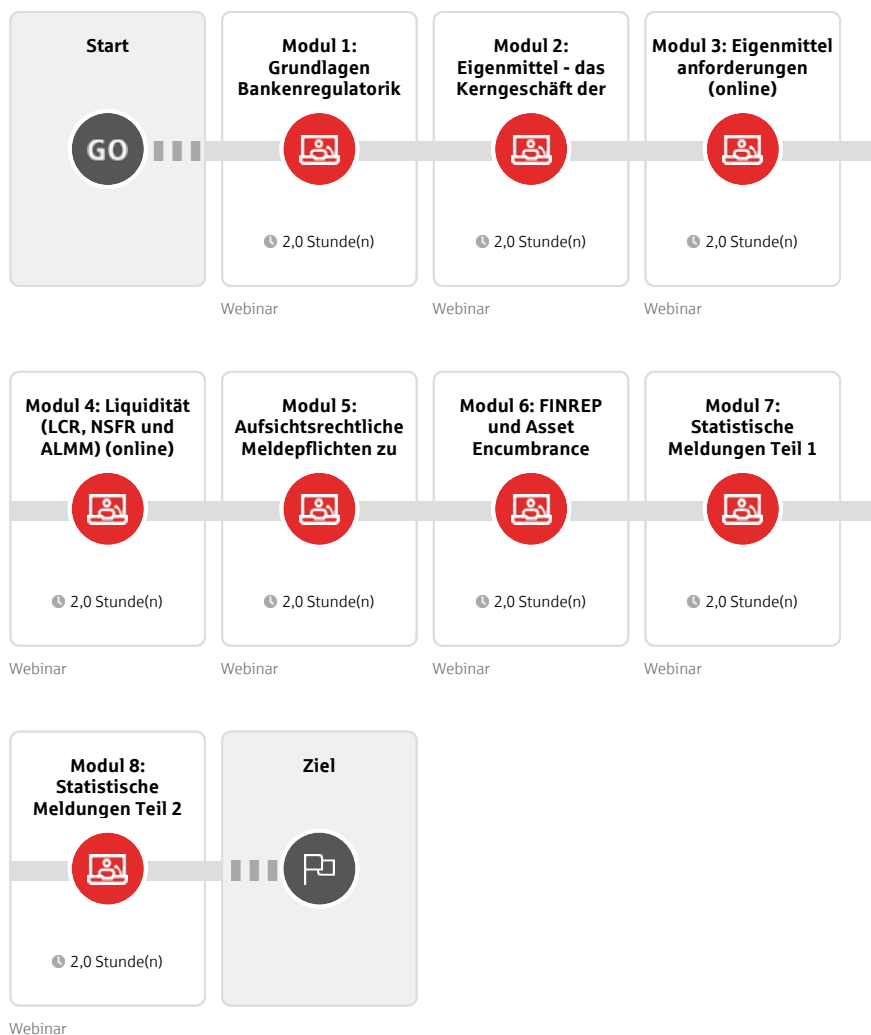 Start
GO
Modul 1:
Grundlagen
Bankenregulatorik
2,0 Stunde(n)
Webinar
Modul 2:
Eigenmittel - das
Kerngeschäft der
2,0 Stunde(n)
Webinar
Modul 3: Eigenmittel
anforderungen
(online)
2,0 Stunde(n)
Webinar
Modul 4: Liquidität
(LCR, NSFR und
ALMM) (online)
2,0 Stunde(n)
Webinar
Modul 5:
Aufsichtsrechtliche
Meldepflichten zu
2,0 Stunde(n)
Webinar
Modul 6: FINREP
und Asset
Encumbrance
2,0 Stunde(n)
Webinar
Modul 7:
Statistische
Meldungen Teil 1
2,0 Stunde(n)
Webinar
Modul 8:
Statistische
Meldungen Teil 2
2,0 Stunde(n)
Webinar
Ziel